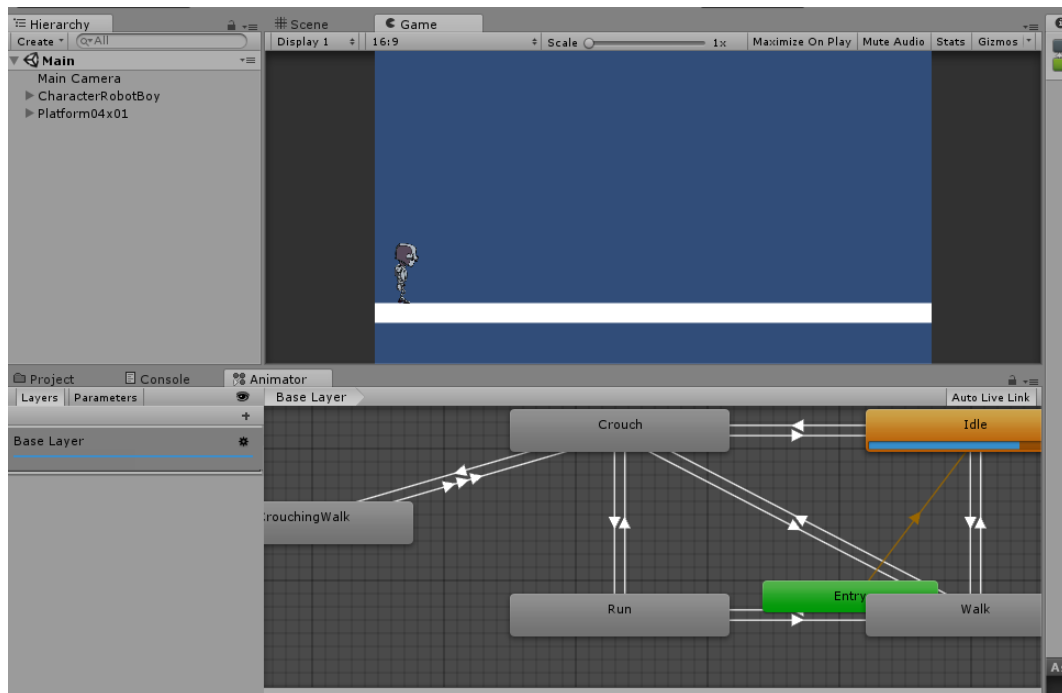 Hierarchy
Create
All
Main
Main Camera
CharacterRobotBoy
Platform04x01
Scene
Game
Display 1
16:9
Scale
1x
Maximize On Play
Mute Audio
Stats
Gizmos
Project
Console
Animator
Layers
Parameters
Base Layer
Auto Live Link
Base Layer
Crouch
Idle
rouchingWalk
Entry
Run
Walk